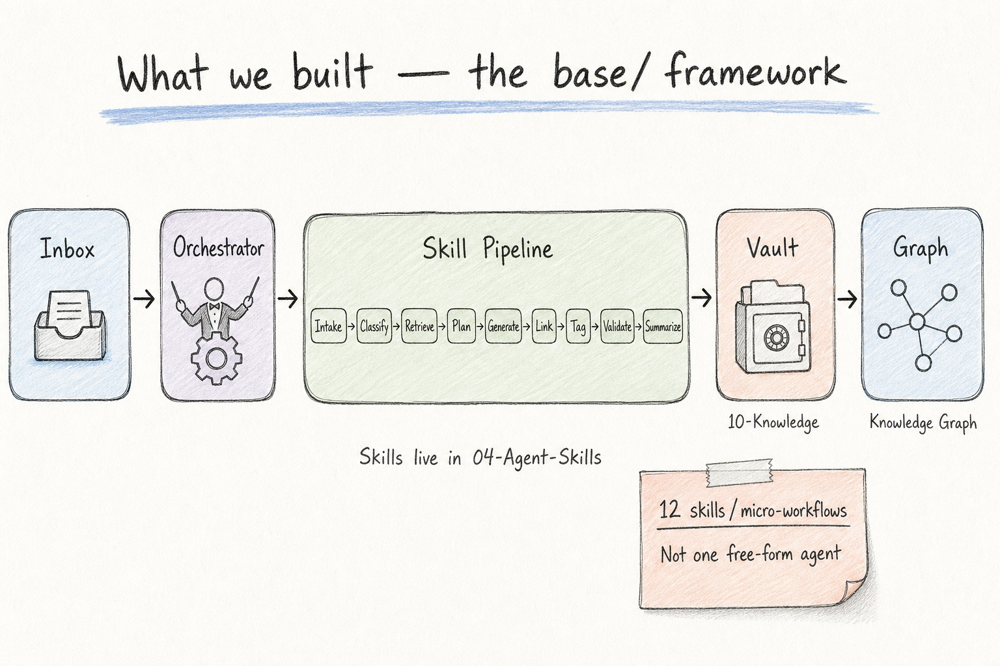 What we built — the base/ framework
Inbox
Orchestrator
Skill Pipeline
Vault
Graph
Intake
Classify
Retrieve
Plan
Generate
Link
Tag
Validate
Summarize
10-Knowledge
Knowledge Graph
Skills live in 04-Agent-Skills
12 skills / micro-workflows
Not one free-form agent